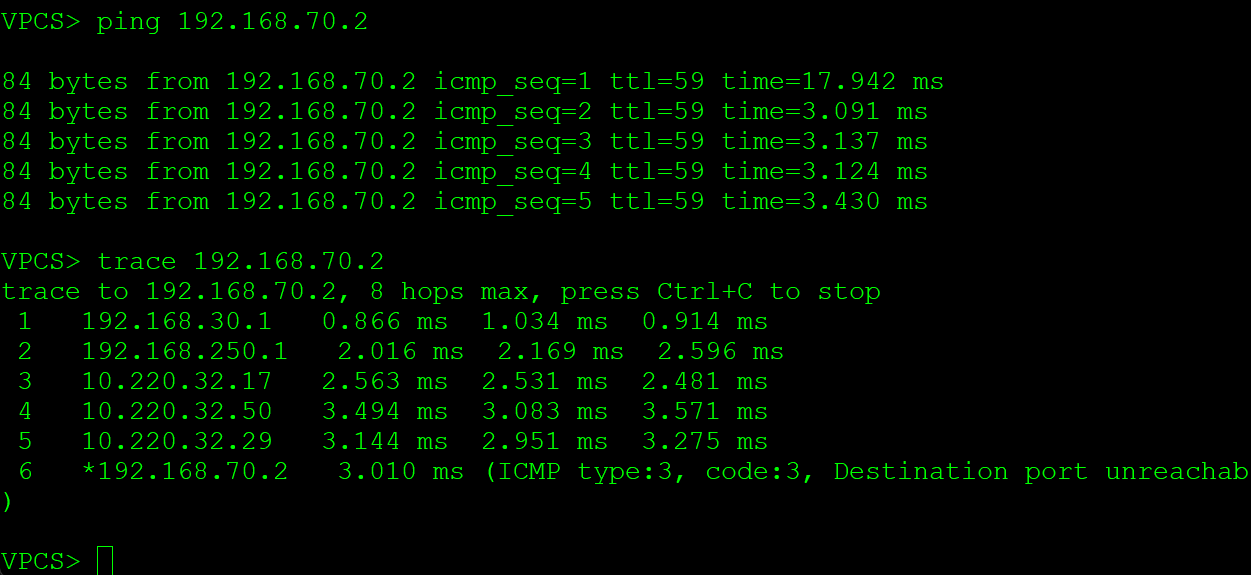 VPCS> ping 192.168.70.2
84 bytes from 192.168.70.2 icmp_seq=1 ttl=59 time=17.942 ms
84 bytes from 192.168.70.2 icmp_seq=2 ttl=59 time=3.091 ms
84 bytes from 192.168.70.2 icmp_seq=3 ttl=59 time=3.137 ms
84 bytes from 192.168.70.2 icmp_seq=4 ttl=59 time=3.124 ms
84 bytes from 192.168.70.2 icmp_seq=5 ttl=59 time=3.430 ms
VPCS> trace 192.168.70.2
trace to 192.168.70.2, 8 hops max, press Ctrl+C to stop
1 192.168.30.1 0.866 ms 1.034 ms 0.914 ms
2 192.168.250.1 2.016 ms 2.169 ms 2.596 ms
3 10.220.32.17 2.563 ms 2.531 ms 2.481 ms
4 10.220.32.50 3.494 ms 3.083 ms 3.571 ms
5 10.220.32.29 3.144 ms 2.951 ms 3.275 ms
6 *192.168.70.2 3.010 ms (ICMP type:3, code:3, Destination port unreachab
)
VPCS>